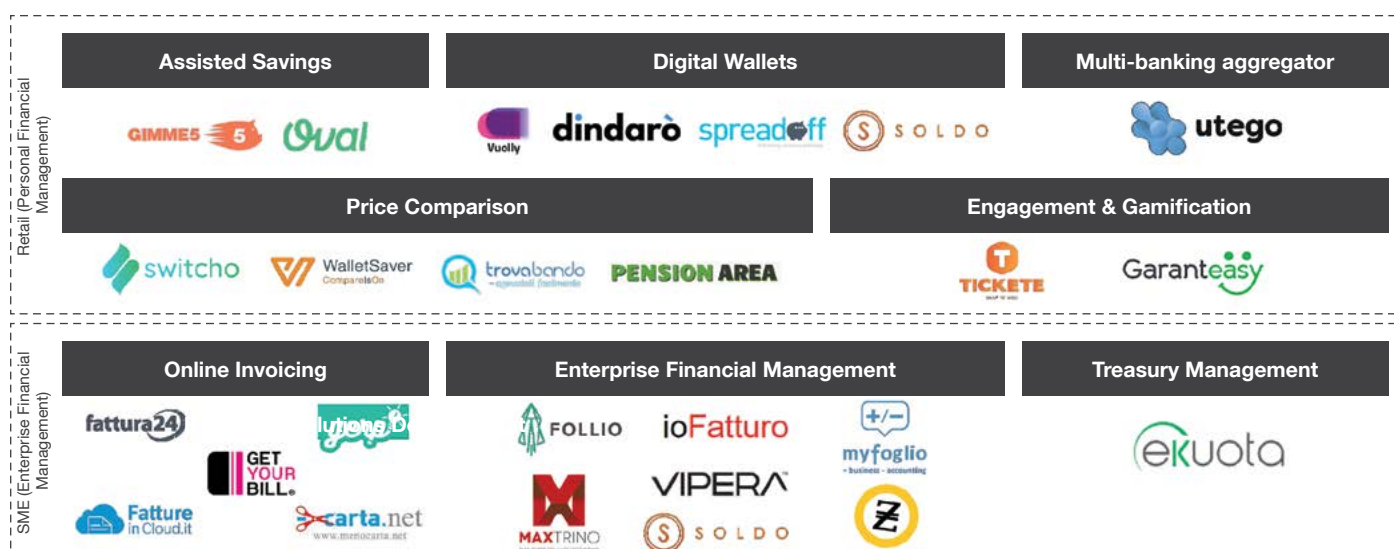 Retail (Personal Financial
Management)
Assisted Savings
Digital Wallets
Multi-banking aggregator
GIMME5 5
Oval
Vuolly
dindarò
spreadoff
S SOLDO
utego
Price Comparison
Engagement & Gamification
switcho
WalletSaver
CompareIsOn
trovabando
PENSION AREA
T
TICKETE
Garanteasy
SME (Enterprise Financial
Management)
Online Invoicing
Enterprise Financial Management
Treasury Management
fattura24
GET
YOUR
BILL®
Fatture
in Cloud.it
carta.net
www.menocarta.net
FOLLIO
ioFatturo
+/−
myfoglio
- business - accounting
MAXTRINO
VIPERA™
S SOLDO
ekuota